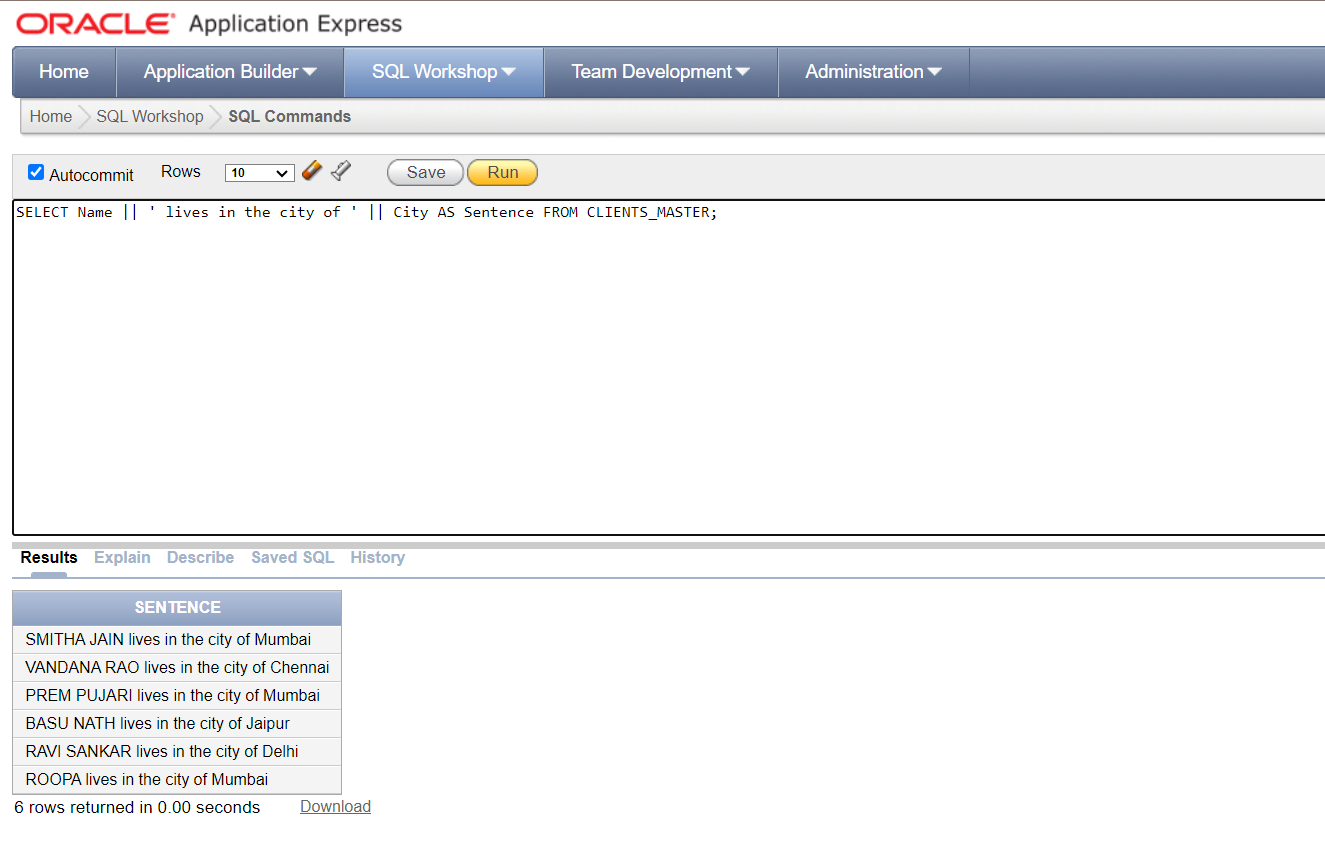 ORACLE® Application Express
Home Application Builder SQL Workshop Team Development Administration
Home SQL Workshop SQL Commands
Autocommit Rows 10 Save Run
SELECT Name || ' lives in the city of ' || City AS Sentence FROM CLIENTS_MASTER;
Results Explain Describe Saved SQL History
SENTENCE
SMITHA JAIN lives in the city of Mumbai
VANDANA RAO lives in the city of Chennai
PREM PUJARI lives in the city of Mumbai
BASU NATH lives in the city of Jaipur
RAVI SANKAR lives in the city of Delhi
ROOPA lives in the city of Mumbai
6 rows returned in 0.00 seconds Download